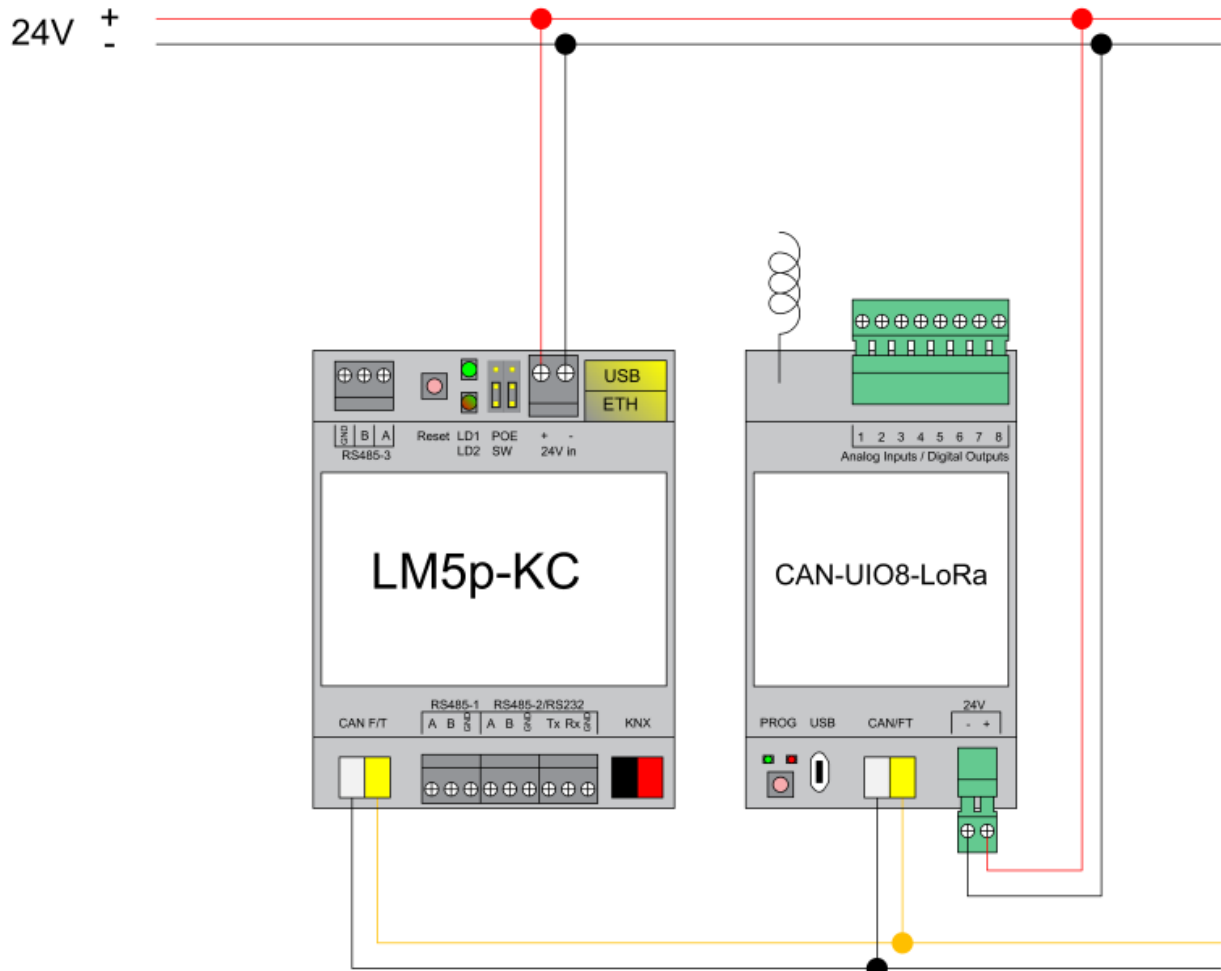 24V + -
USB
ETH
GND B A
RS485-3
Reset LD1 POE + -
LD2 SW 24V in
1 2 3 4 5 6 7 8
Analog Inputs / Digital Outputs
LM5p-KC
CAN-UIO8-LoRa
RS485-1 RS485-2/RS232
CAN F/T A B GND A B GND Tx Rx GND KNX
24V
PROG USB CAN/FT - +